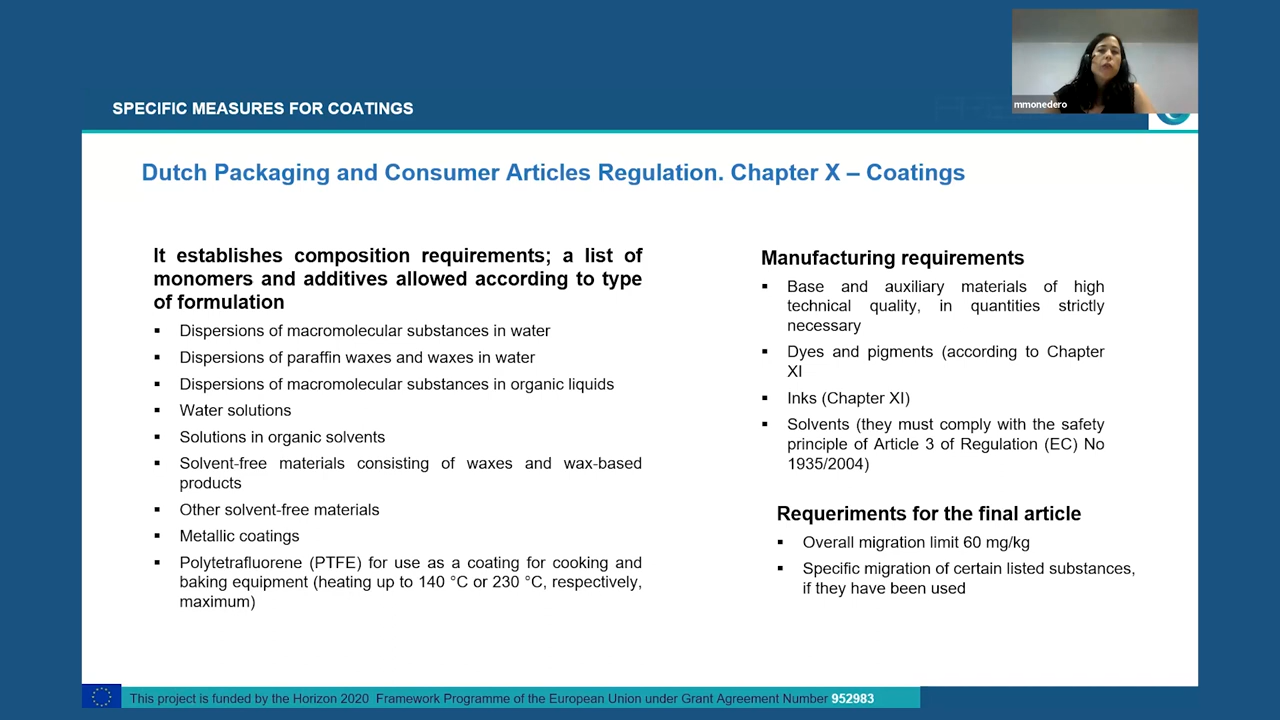 mmonedero
SPECIFIC MEASURES FOR COATINGS
Dutch Packaging and Consumer Articles Regulation. Chapter X – Coatings
It establishes composition requirements; a list of
monomers and additives allowed according to type
of formulation
▪ Dispersions of macromolecular substances in water
▪ Dispersions of paraffin waxes and waxes in water
▪ Dispersions of macromolecular substances in organic liquids
▪ Water solutions
▪ Solutions in organic solvents
▪ Solvent-free materials consisting of waxes and wax-based
products
▪ Other solvent-free materials
▪ Metallic coatings
▪ Polytetrafluorene (PTFE) for use as a coating for cooking and
baking equipment (heating up to 140 °C or 230 °C, respectively,
maximum)
Manufacturing requirements
▪ Base and auxiliary materials of high
technical quality, in quantities strictly
necessary
▪ Dyes and pigments (according to Chapter
XI
▪ Inks (Chapter XI)
▪ Solvents (they must comply with the safety
principle of Article 3 of Regulation (EC) No
1935/2004)
Requeriments for the final article
▪ Overall migration limit 60 mg/kg
▪ Specific migration of certain listed substances,
if they have been used
This project is funded by the Horizon 2020 Framework Programme of the European Union under Grant Agreement Number 952983